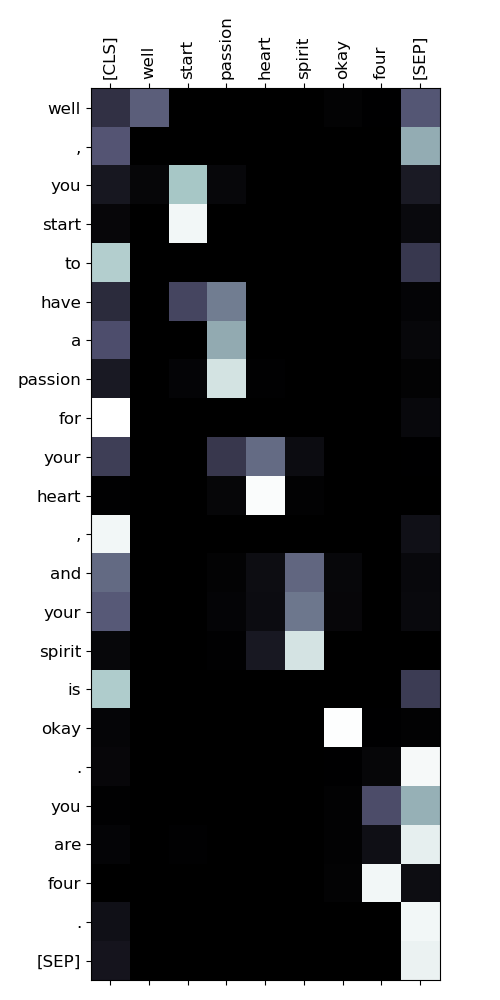 [CLS] well start passion heart spirit okay four [SEP]
well
,
you
start
to
have
a
passion
for
your
heart
,
and
your
spirit
is
okay
.
you
are
four
.
[SEP]